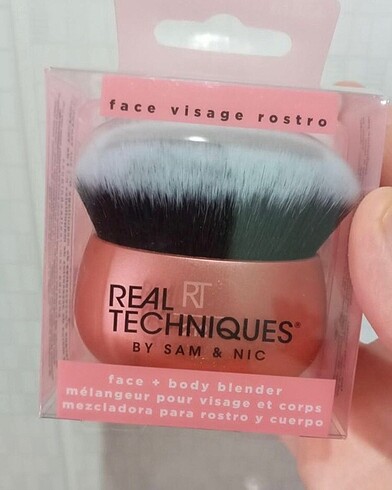 face visage rostro
RT
REAL
TECHNIQUES®
BY SAM & NIC
face + body blender
mélangeur pour visage et corps
mezcladora para rostro y cuerpo